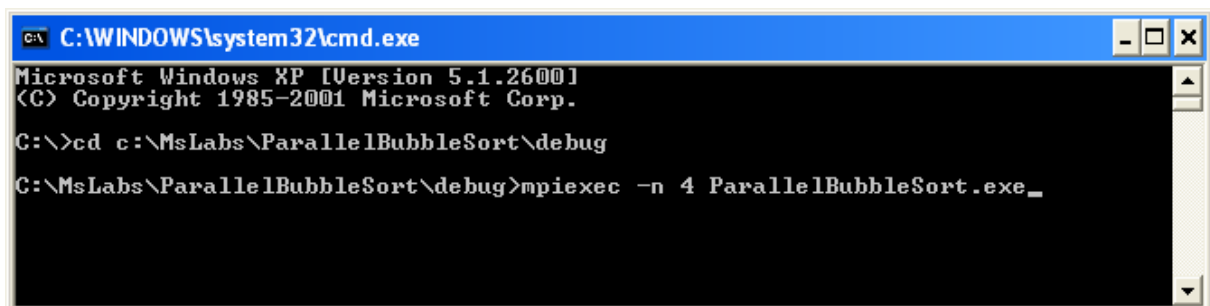 C:\WINDOWS\system32\cmd.exe
Microsoft Windows XP [Version 5.1.2600]
(C) Copyright 1985-2001 Microsoft Corp.
C:\>cd c:\MsLabs\ParallelBubbleSort\debug
C:\MsLabs\ParallelBubbleSort\debug>mpiexec -n 4 ParallelBubbleSort.exe_